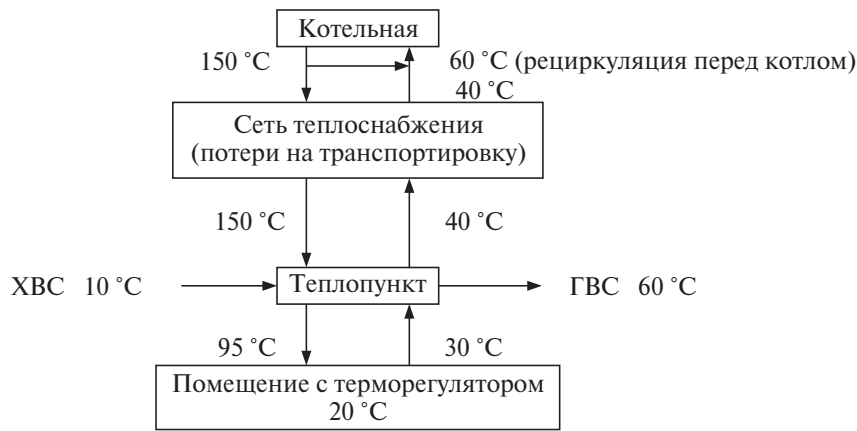 Котельная
150 °C
60 °C (рециркуляция перед котлом)
40 °C
Сеть теплоснабжения
(потери на транспортировку)
150 °C
40 °C
ХВС 10 °C
Теплопункт
ГВС 60 °C
95 °C
30 °C
Помещение с терморегулятором
20 °C